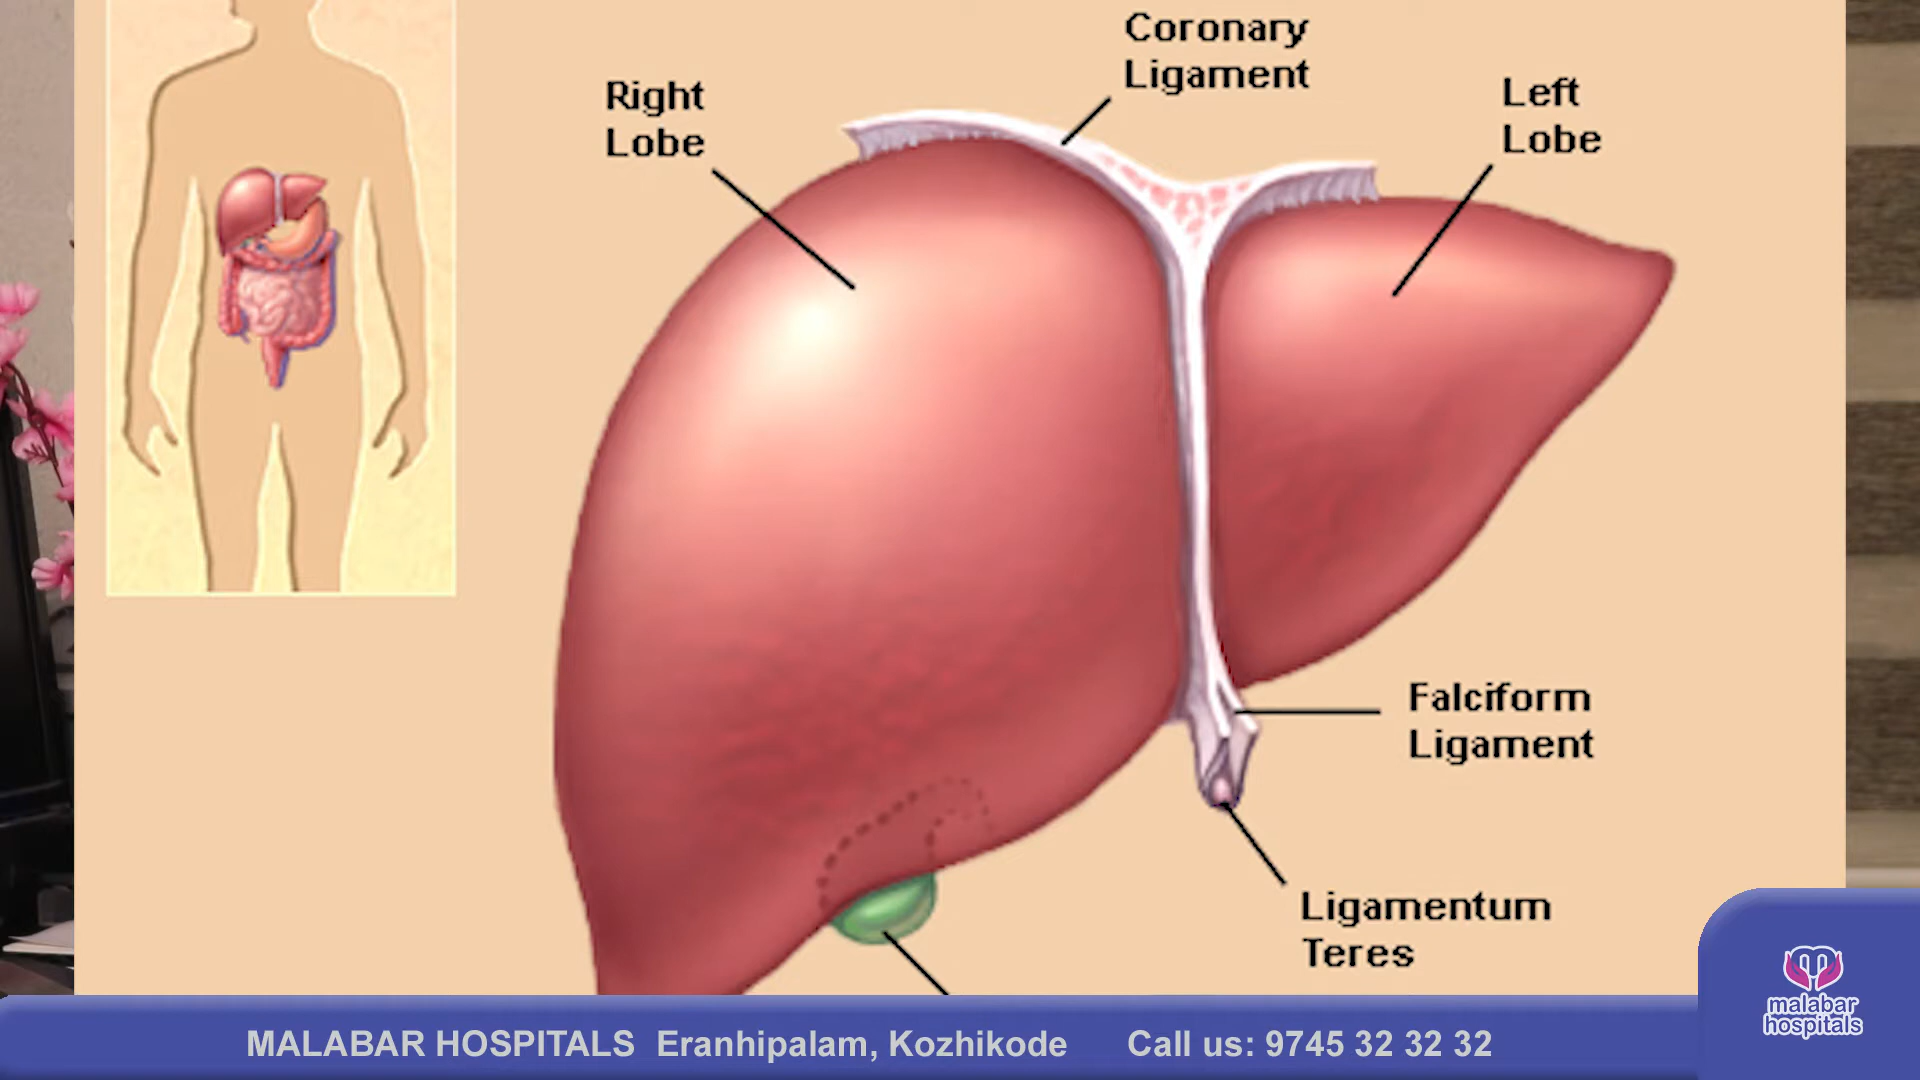 Coronary
Ligament
Right
Lobe
Left
Lobe
Falciform
Ligament
Ligamentum
Teres
MALABAR HOSPITALS Eranhipalam, Kozhikode Call us: 9745 32 32 32
malabar
hospitals